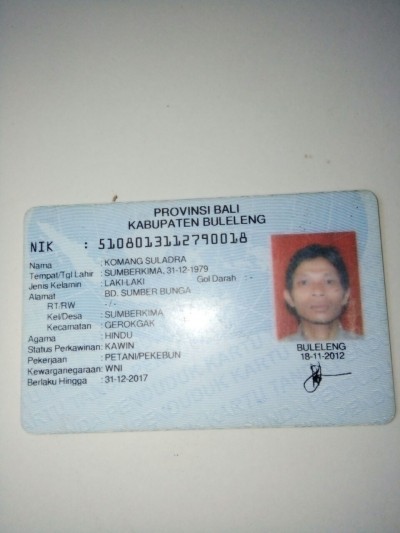 PROVINSI BALI
KABUPATEN BULELENG
NIK : 5108013112790018
Nama : KOMANG SULADRA
Tempat/Tgl Lahir : SUMBERKIMA, 31-12-1979
Jenis Kelamin : LAKI-LAKI Gol Darah : -
Alamat : BD. SUMBER BUNGA
RT/RW : - / -
Kel/Desa : SUMBERKIMA
Kecamatan : GEROKGAK
Agama : HINDU
Status Perkawinan: KAWIN
Pekerjaan : PETANI/PEKEBUN
Kewarganegaraan: WNI
Berlaku Hingga : 31-12-2017
BULELENG
18-11-2012